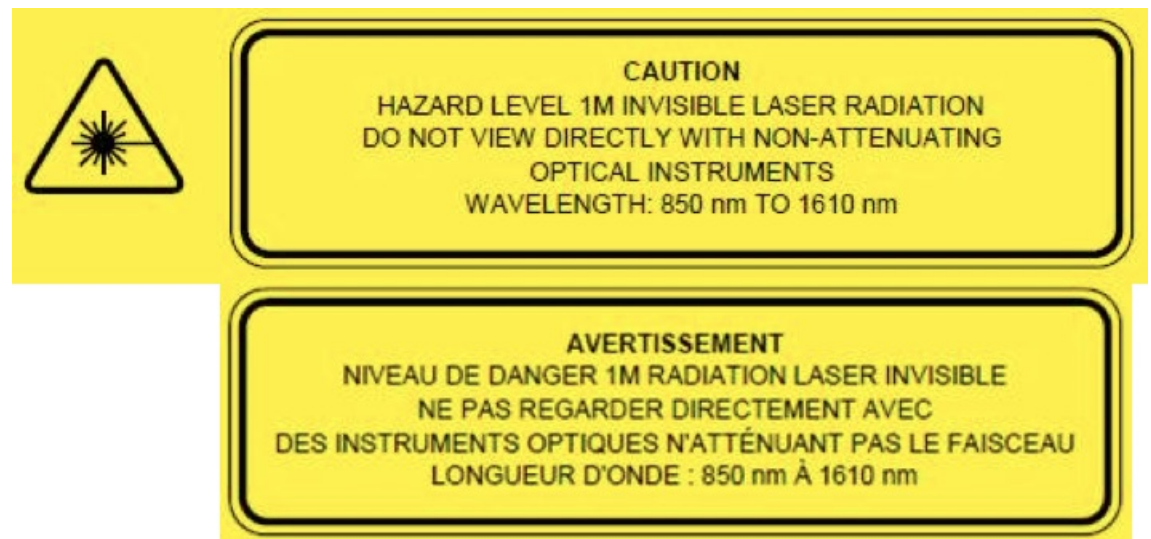 CAUTION
HAZARD LEVEL 1M INVISIBLE LASER RADIATION
DO NOT VIEW DIRECTLY WITH NON-ATTENUATING
OPTICAL INSTRUMENTS
WAVELENGTH: 850 nm TO 1610 nm
AVERTISSEMENT
NIVEAU DE DANGER 1M RADIATION LASER INVISIBLE
NE PAS REGARDER DIRECTEMENT AVEC
DES INSTRUMENTS OPTIQUES N'ATTÉNUANT PAS LE FAISCEAU
LONGUEUR D'ONDE : 850 nm À 1610 nm